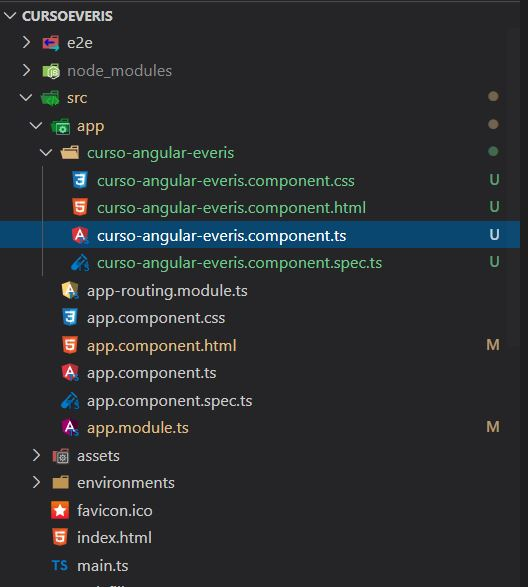 CURSOEVERIS
e2e
node_modules
src
app
curso-angular-everis
curso-angular-everis.component.css U
curso-angular-everis.component.html U
curso-angular-everis.component.ts U
curso-angular-everis.component.spec.ts U
app-routing.module.ts
app.component.css
app.component.html M
app.component.ts
app.component.spec.ts
app.module.ts M
assets
environments
favicon.ico
index.html
TS main.ts